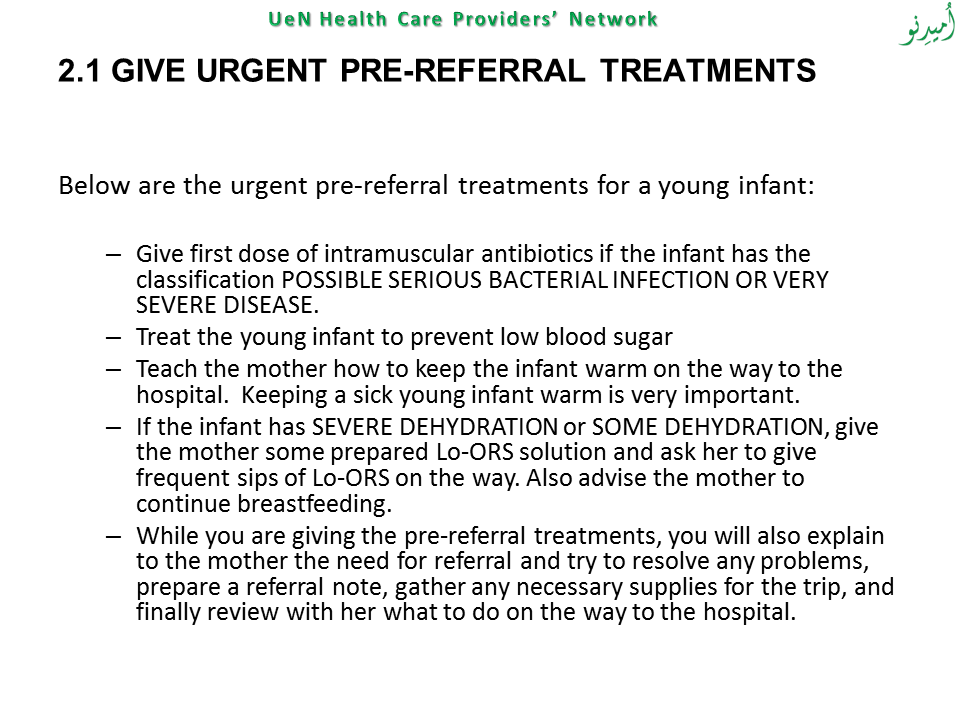 UeN Health Care Providers’ Network
اُمیدِنو
2.1 GIVE URGENT PRE-REFERRAL TREATMENTS
Below are the urgent pre-referral treatments for a young infant:
– Give first dose of intramuscular antibiotics if the infant has the
classification POSSIBLE SERIOUS BACTERIAL INFECTION OR VERY
SEVERE DISEASE.
– Treat the young infant to prevent low blood sugar
– Teach the mother how to keep the infant warm on the way to the
hospital.  Keeping a sick young infant warm is very important.
– If the infant has SEVERE DEHYDRATION or SOME DEHYDRATION, give
the mother some prepared Lo-ORS solution and ask her to give
frequent sips of Lo-ORS on the way. Also advise the mother to
continue breastfeeding.
– While you are giving the pre-referral treatments, you will also explain
to the mother the need for referral and try to resolve any problems,
prepare a referral note, gather any necessary supplies for the trip, and
finally review with her what to do on the way to the hospital.